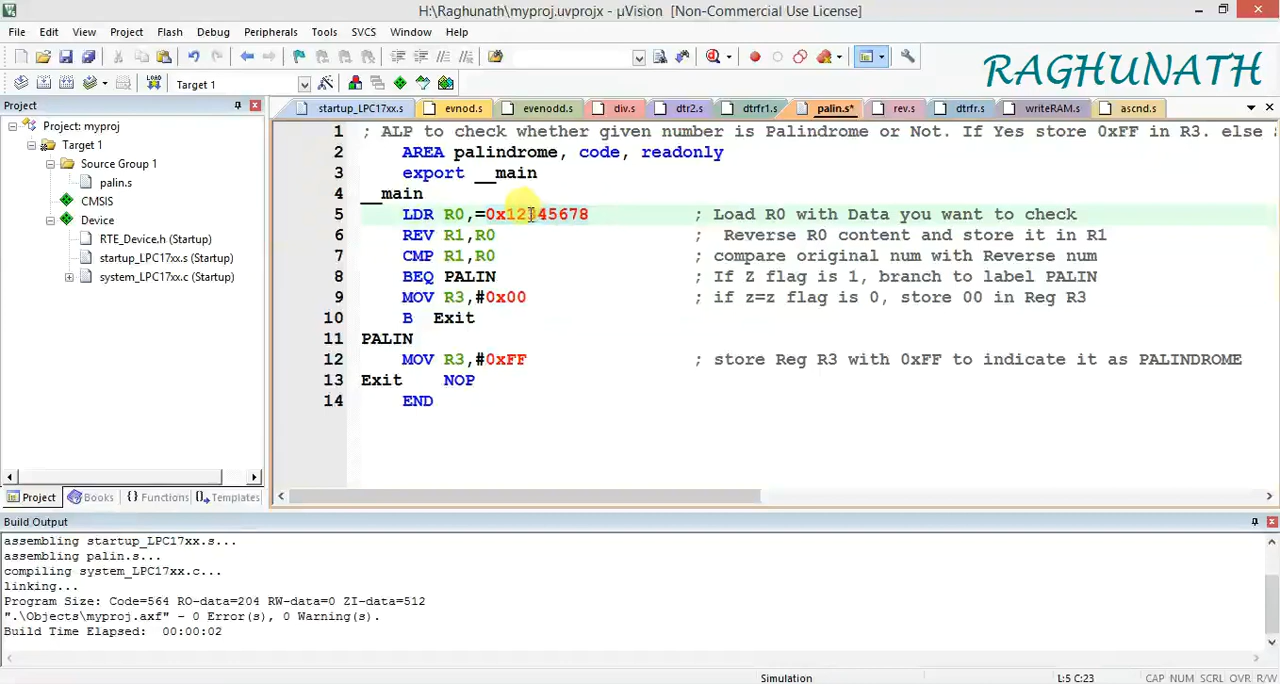 H:\Raghunath\myproj.uvprojx - µVision [Non-Commercial Use License]
File Edit View Project Flash Debug Peripherals Tools SVCS Window Help
RAGHUNATH
LOAD
Target 1
Project
startup_LPC17xx.s evnod.s evenodd.s div.s dtr2.s dtrfr1.s palin.s* rev.s dtrfr.s writeRAM.s ascnd.s
Project: myproj
Target 1
Source Group 1
palin.s
CMSIS
Device
RTE_Device.h (Startup)
startup_LPC17xx.s (Startup)
system_LPC17xx.c (Startup)
1 ; ALP to check whether given number is Palindrome or Not. If Yes store 0xFF in R3. else
2 AREA palindrome, code, readonly
3 export __main
4 __main
5 LDR R0,=0x12345678 ; Load R0 with Data you want to check
6 REV R1,R0 ; Reverse R0 content and store it in R1
7 CMP R1,R0 ; compare original num with Reverse num
8 BEQ PALIN ; If Z flag is 1, branch to label PALIN
9 MOV R3,#0x00 ; if z=z flag is 0, store 00 in Reg R3
10 B Exit
11 PALIN
12 MOV R3,#0xFF ; store Reg R3 with 0xFF to indicate it as PALINDROME
13 Exit NOP
14 END
Project Books {} Functions Templates
Build Output
assembling startup_LPC17xx.s...
assembling palin.s...
compiling system_LPC17xx.c...
linking...
Program Size: Code=564 RO-data=204 RW-data=0 ZI-data=512
".\Objects\myproj.axf" - 0 Error(s), 0 Warning(s).
Build Time Elapsed: 00:00:02
Simulation L:5 C:23 CAP NUM SCRL OVR R/W